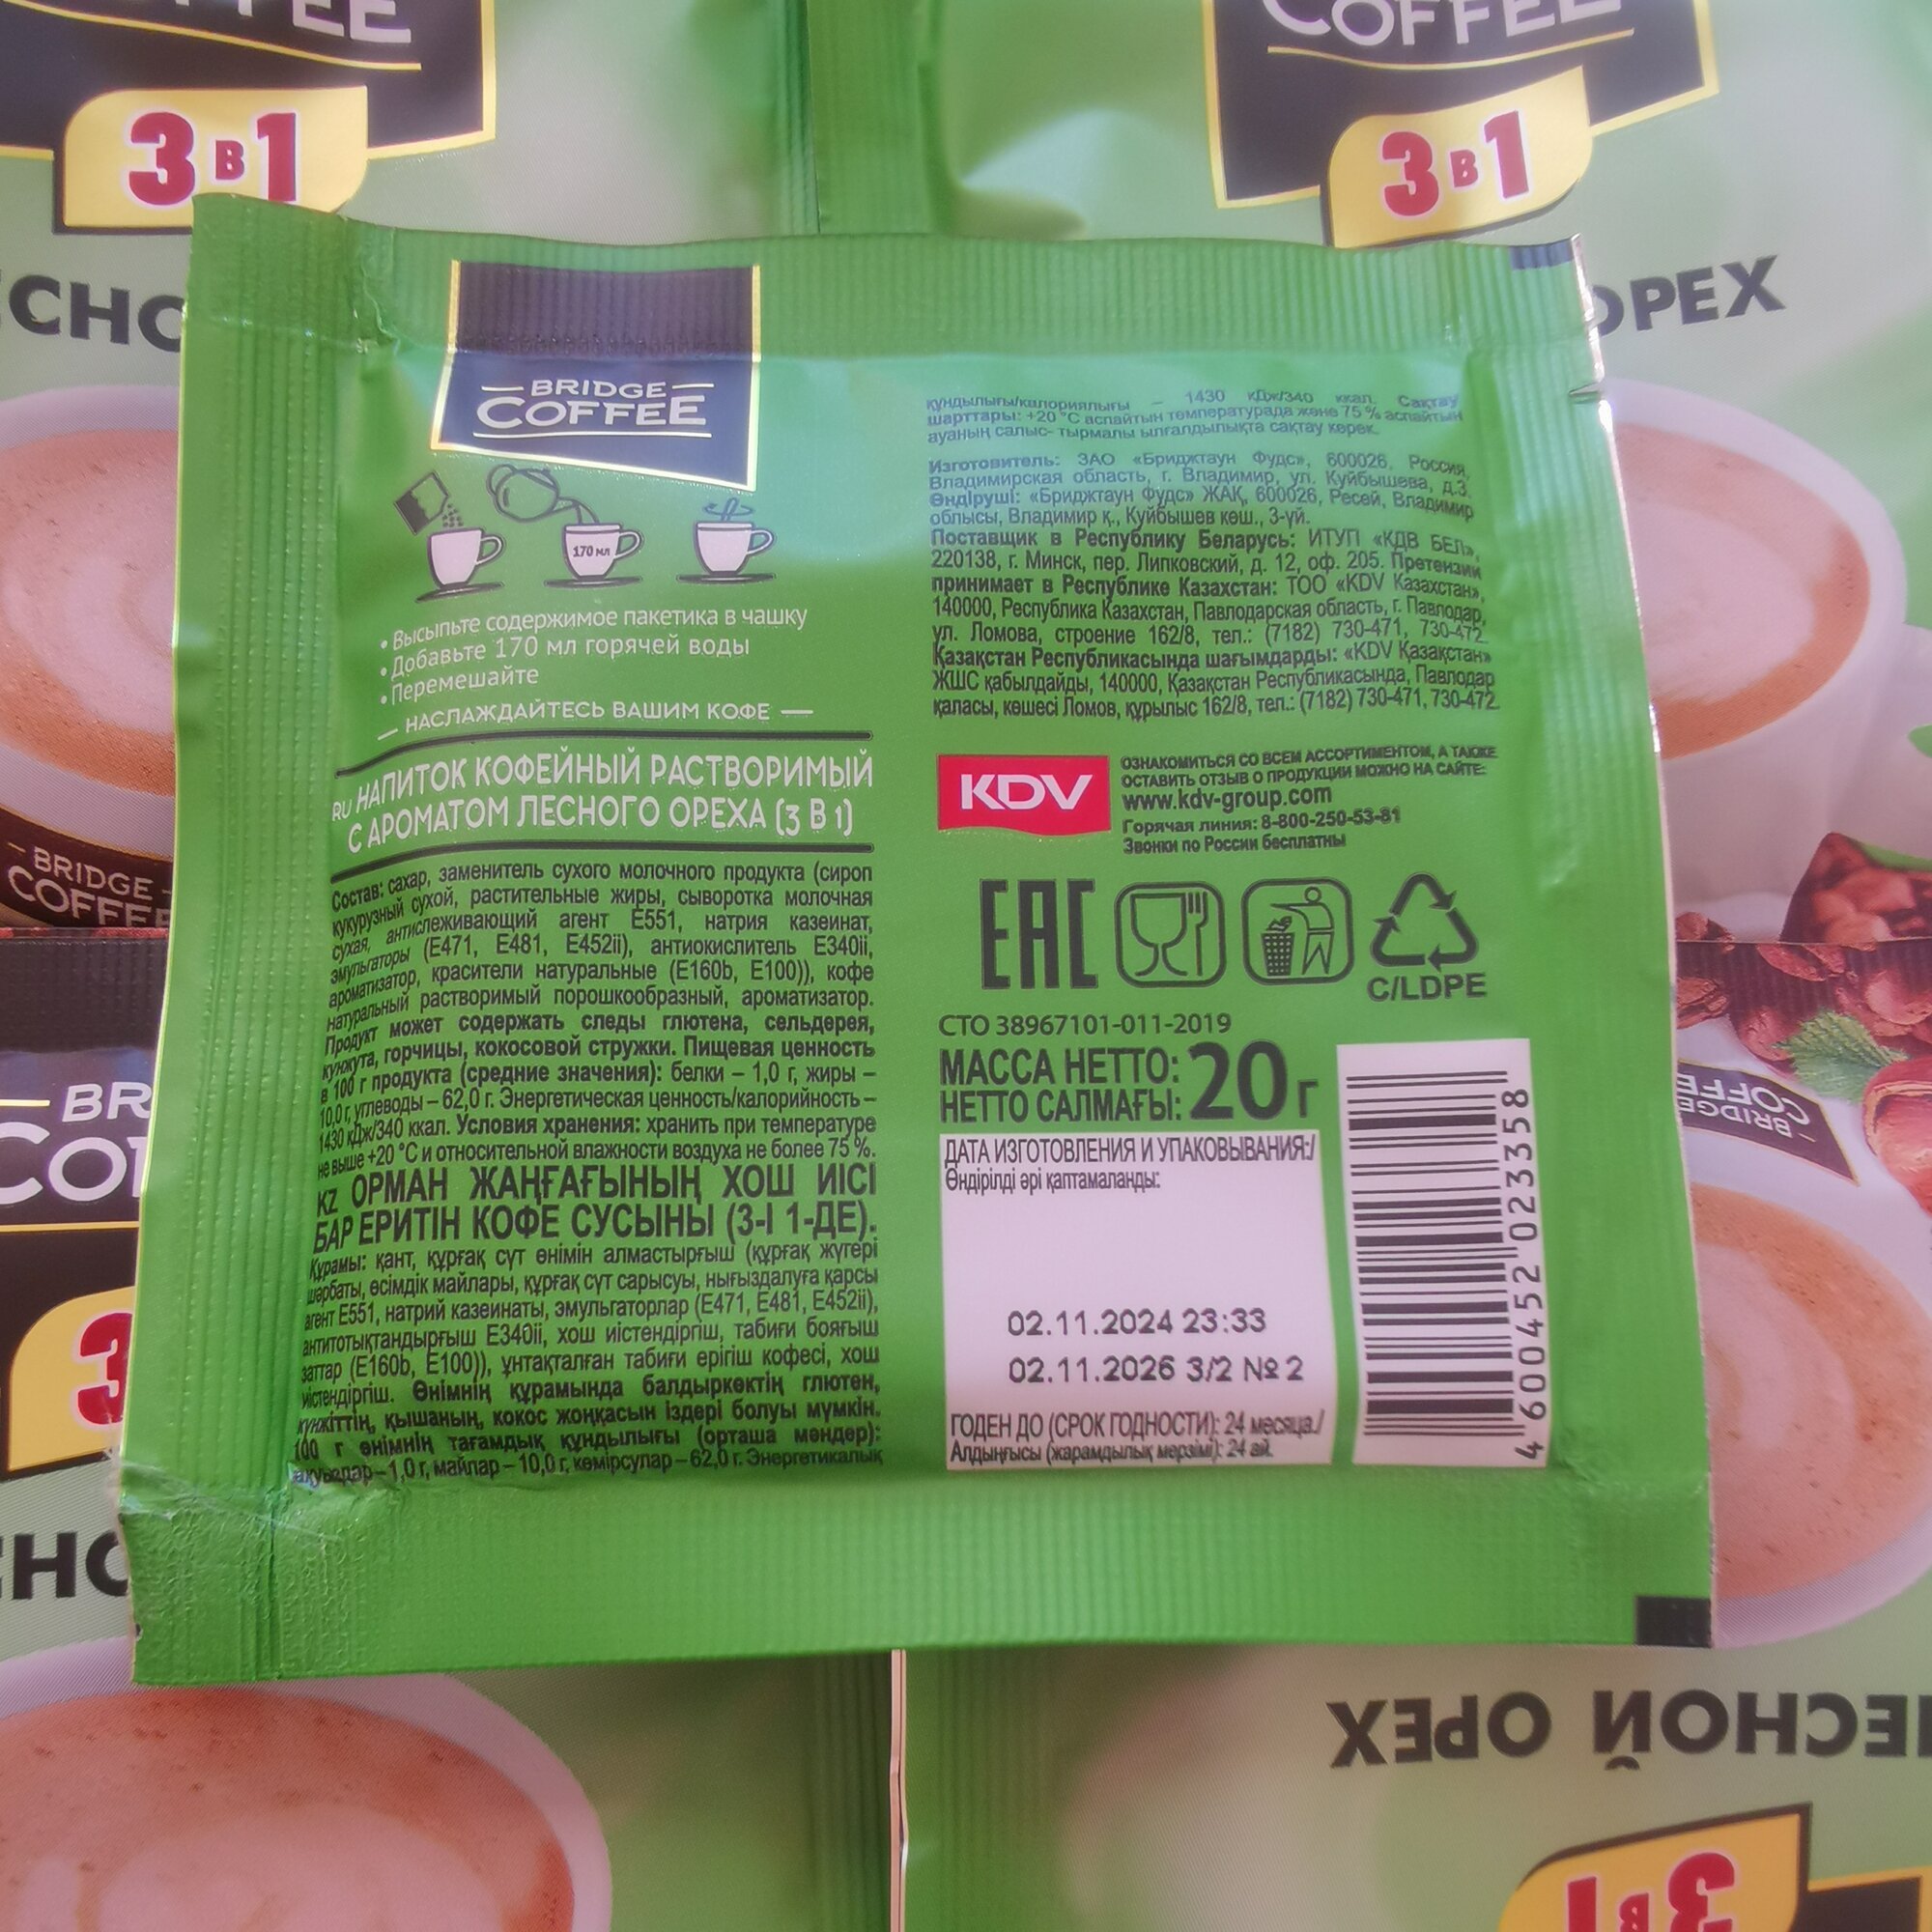 COFFEE
3 в 1
COFFEE
3 в 1
ОРЕХ
BRIDGE
COFFEE
170 мл
• Высыпьте содержимое пакетика в чашку
• Добавьте 170 мл горячей воды
• Перемешайте
— НАСЛАЖДАЙТЕСЬ ВАШИМ КОФЕ —
RU НАПИТОК КОФЕЙНЫЙ РАСТВОРИМЫЙ
С АРОМАТОМ ЛЕСНОГО ОРЕХА (3 В 1)
Состав: сахар, заменитель сухого молочного продукта (сироп
кукурузный сухой, растительные жиры, сыворотка молочная
сухая, антислеживающий агент Е551, натрия казеинат,
эмульгаторы (Е471, Е481, Е452ii), антиокислитель Е340ii,
ароматизатор, красители натуральные (Е160b, Е100)), кофе
натуральный растворимый порошкообразный, ароматизатор.
Продукт может содержать следы глютена, сельдерея,
кунжута, горчицы, кокосовой стружки. Пищевая ценность
в 100 г продукта (средние значения): белки – 1,0 г, жиры –
10,0 г, углеводы – 62,0 г. Энергетическая ценность/калорийность –
1430 кДж/340 ккал. Условия хранения: хранить при температуре
не выше +20 °С и относительной влажности воздуха не более 75 %.
KZ ОРМАН ЖАҢҒАҒЫНЫҢ ХОШ ИІСІ
БАР ЕРИТІН КОФЕ СУСЫНЫ (3-І 1-ДЕ).
Құрамы: қант, құрғақ сүт өнімін алмастырғыш (құрғақ жүгері
шәрбаты, өсімдік майлары, құрғақ сүт сарысуы, нығыздалуға қарсы
агент Е551, натрий казеинаты, эмульгаторлар (Е471, Е481, Е452ii),
антитотықтандырғыш Е340ii, хош иістендіргіш, табиғи бояғыш
заттар (Е160b, Е100)), ұнтақталған табиғи ерігіш кофесі, хош
иістендіргіш. Өнімнің құрамында балдыркөктің глютен,
күнжіттің, қышаның, кокос жоңқасын іздері болуы мүмкін.
100 г өнімнің тағамдық құндылығы (орташа мәндер):
ақуыздар – 1,0 г, майлар – 10,0 г, көмірсулар – 62,0 г. Энергетикалық
құндылығы/калориялығы – 1430 кДж/340 ккал. Сақтау
шарттары: +20 °С аспайтын температурада және 75 % аспайтын
ауаның салыс- тырмалы ылғалдылықта сақтау керек.
Изготовитель: ЗАО «Бриджтаун Фудс», 600026, Россия,
Владимирская область, г. Владимир, ул. Куйбышева, д.3.
Өндіруші: «Бриджтаун Фудс» ЖАҚ, 600026, Ресей, Владимир
облысы, Владимир қ., Куйбышев көш., 3-үй.
Поставщик в Республику Беларусь: ИТУП «КДВ БЕЛ»,
220138, г. Минск, пер. Липковский, д. 12, оф. 205. Претензии
принимает в Республике Казахстан: ТОО «KDV Казахстан»,
140000, Республика Казахстан, Павлодарская область, г. Павлодар,
ул. Ломова, строение 162/8, тел.: (7182) 730-471, 730-472.
Қазақстан Республикасында шағымдарды: «KDV Қазақстан»
ЖШС қабылдайды, 140000, Қазақстан Республикасында, Павлодар
қаласы, көшесі Ломов, құрылыс 162/8, тел.: (7182) 730-471, 730-472.
KDV
ОЗНАКОМИТЬСЯ СО ВСЕМ АССОРТИМЕНТОМ, А ТАКЖЕ
ОСТАВИТЬ ОТЗЫВ О ПРОДУКЦИИ МОЖНО НА САЙТЕ:
www.kdv-group.com
Горячая линия: 8-800-250-53-81
Звонки по России бесплатны
EAC
C/LDPE
СТО 38967101-011-2019
МАССА НЕТТО:
НЕТТО САЛМАҒЫ: 20 г
ДАТА ИЗГОТОВЛЕНИЯ И УПАКОВЫВАНИЯ:/
Өндірілді әрі қаптамаланды:
02.11.2024 23:33
02.11.2026 3/2 № 2
ГОДЕН ДО (СРОК ГОДНОСТИ): 24 месяца./
Алдыңғысы (жарамдылық мерзімі): 24 ай.
4 600452 023358
BRIDGE
COFFEE
BRIDGE
COFFEE
ЛЕСНОЙ ОРЕХ
3 в 1